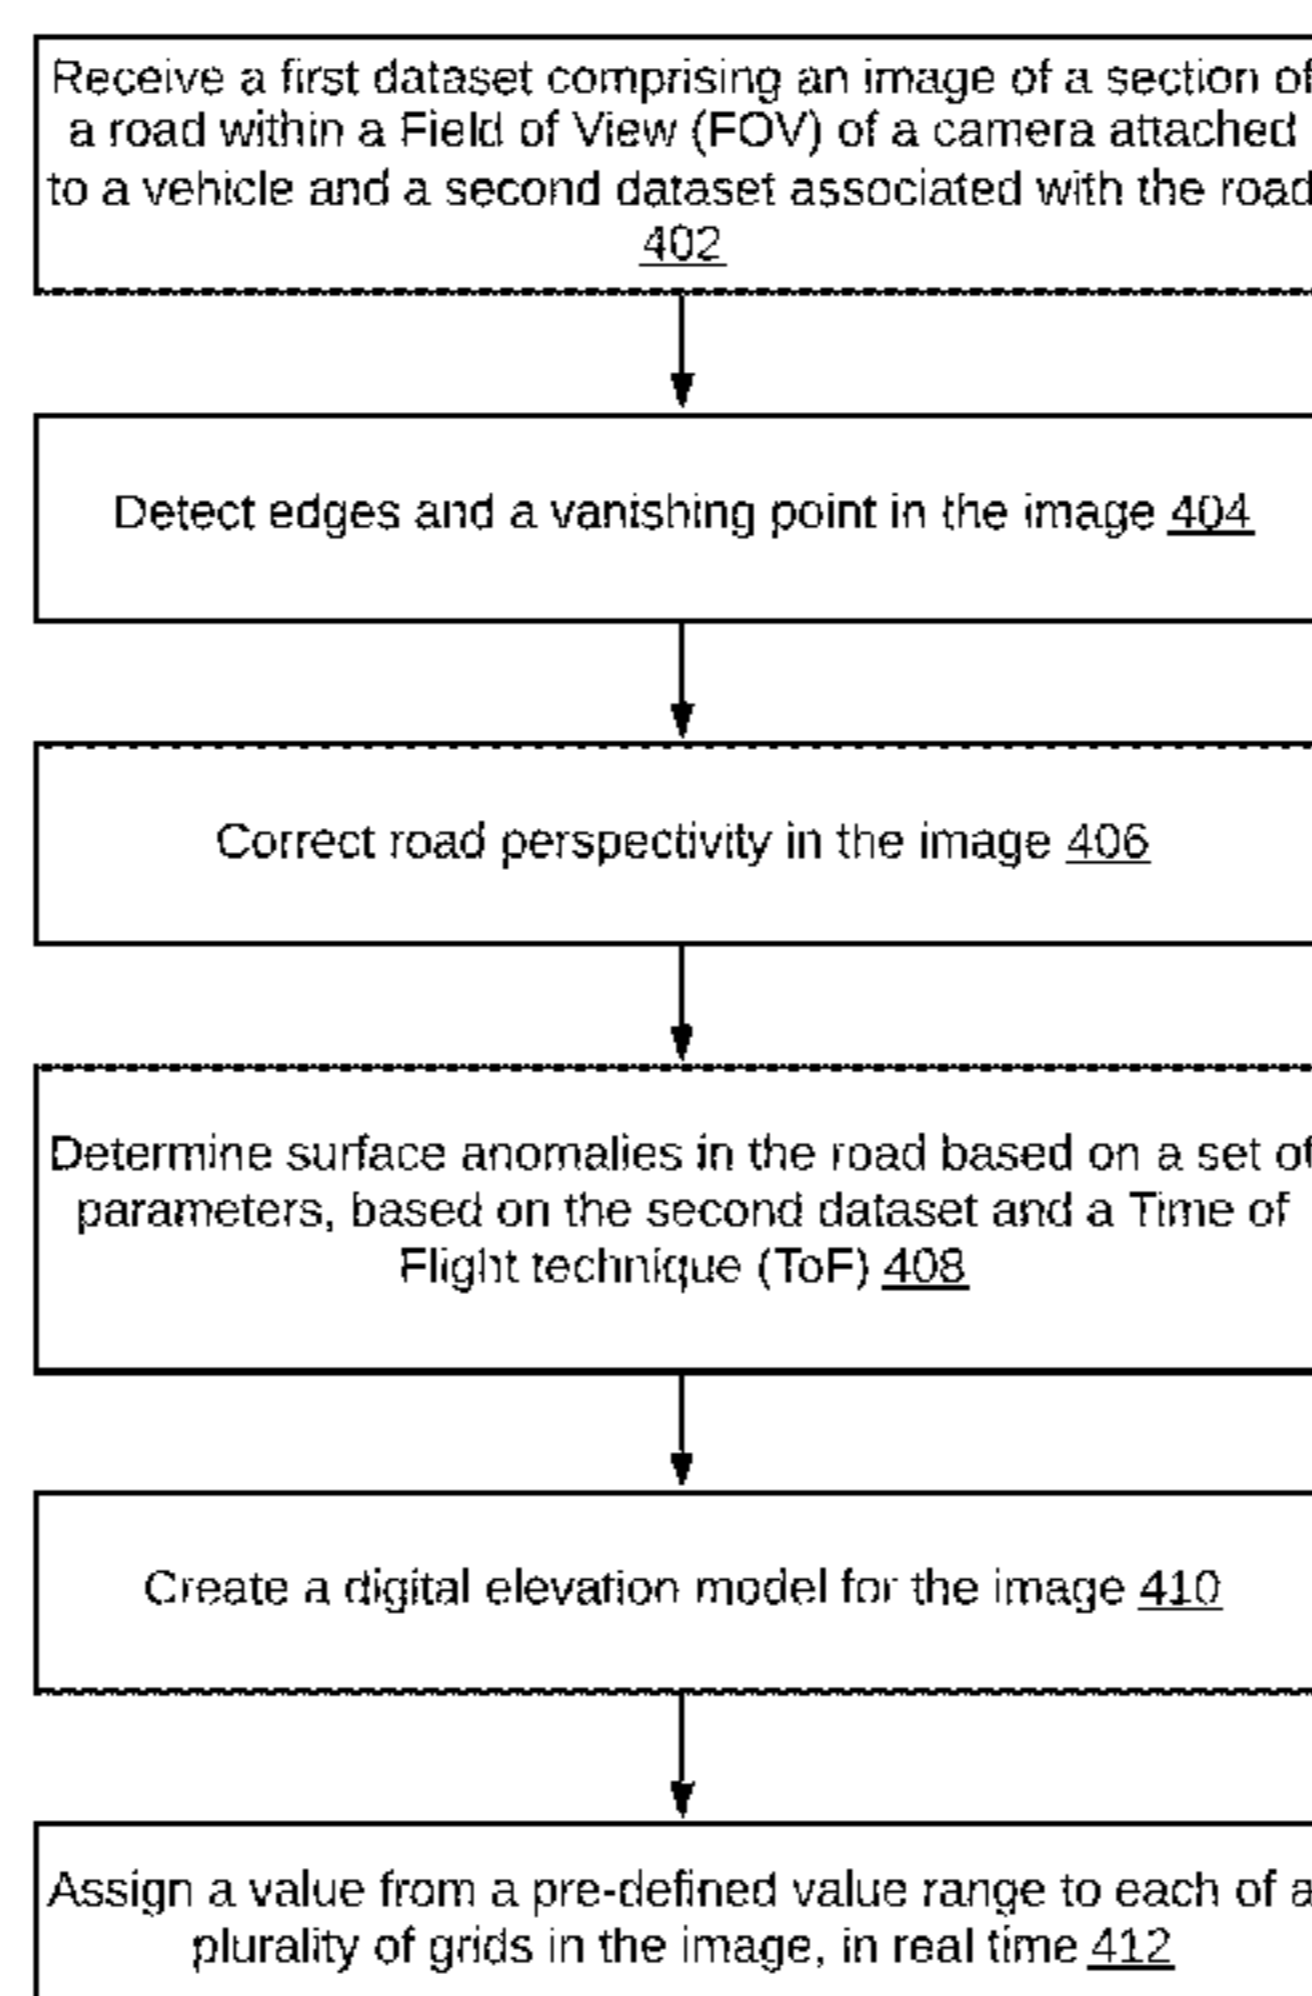 Receive a first dataset comprising an image of a section of
a road within a Field of View (FOV) of a camera attached
to a vehicle and a second dataset associated with the road
402
Detect edges and a vanishing point in the image 404
Correct road perspectivity in the image 406
Determine surface anomalies in the road based on a set of
parameters, based on the second dataset and a Time of
Flight technique (ToF) 408
Create a digital elevation model for the image 410
Assign a value from a pre-defined value range to each of a
plurality of grids in the image, in real time 412